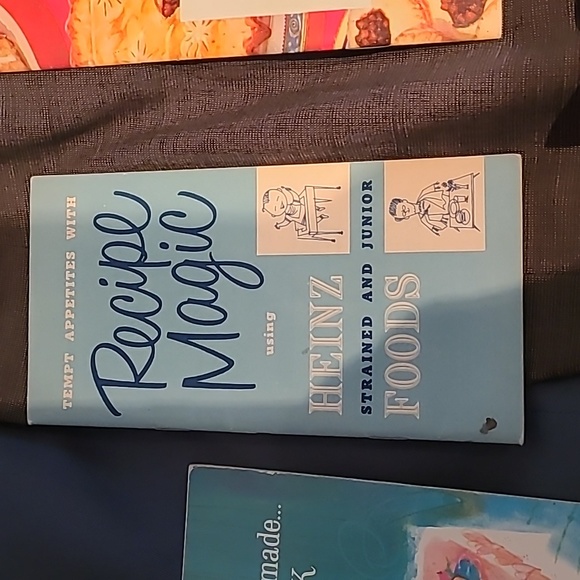 TEMPT APPETITES WITH
Recipe
Magic
using
HEINZ
STRAINED AND JUNIOR
FOODS
made...